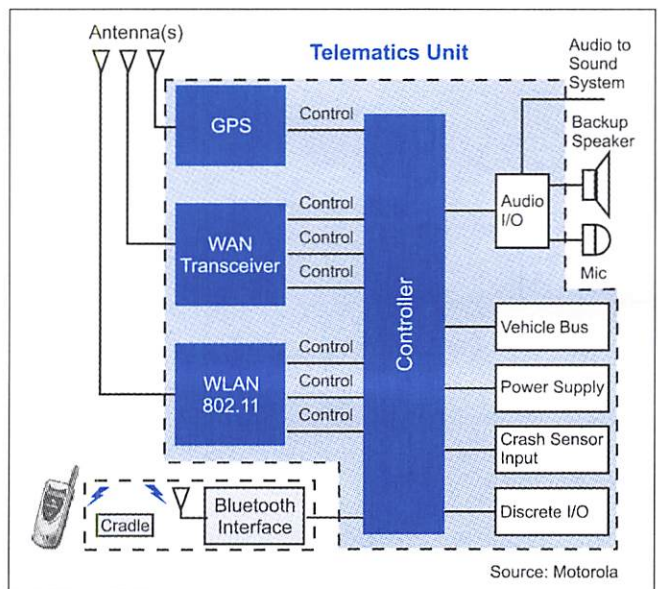 Antenna(s)
Telematics Unit
Audio to
Sound
System
Backup
Speaker
GPS
Control
WAN
Transceiver
Control
Control
Control
Audio
I/O
Mic
Controller
WLAN
802.11
Control
Control
Control
Vehicle Bus
Power Supply
Crash Sensor
Input
Discrete I/O
Cradle
Bluetooth
Interface
Source: Motorola